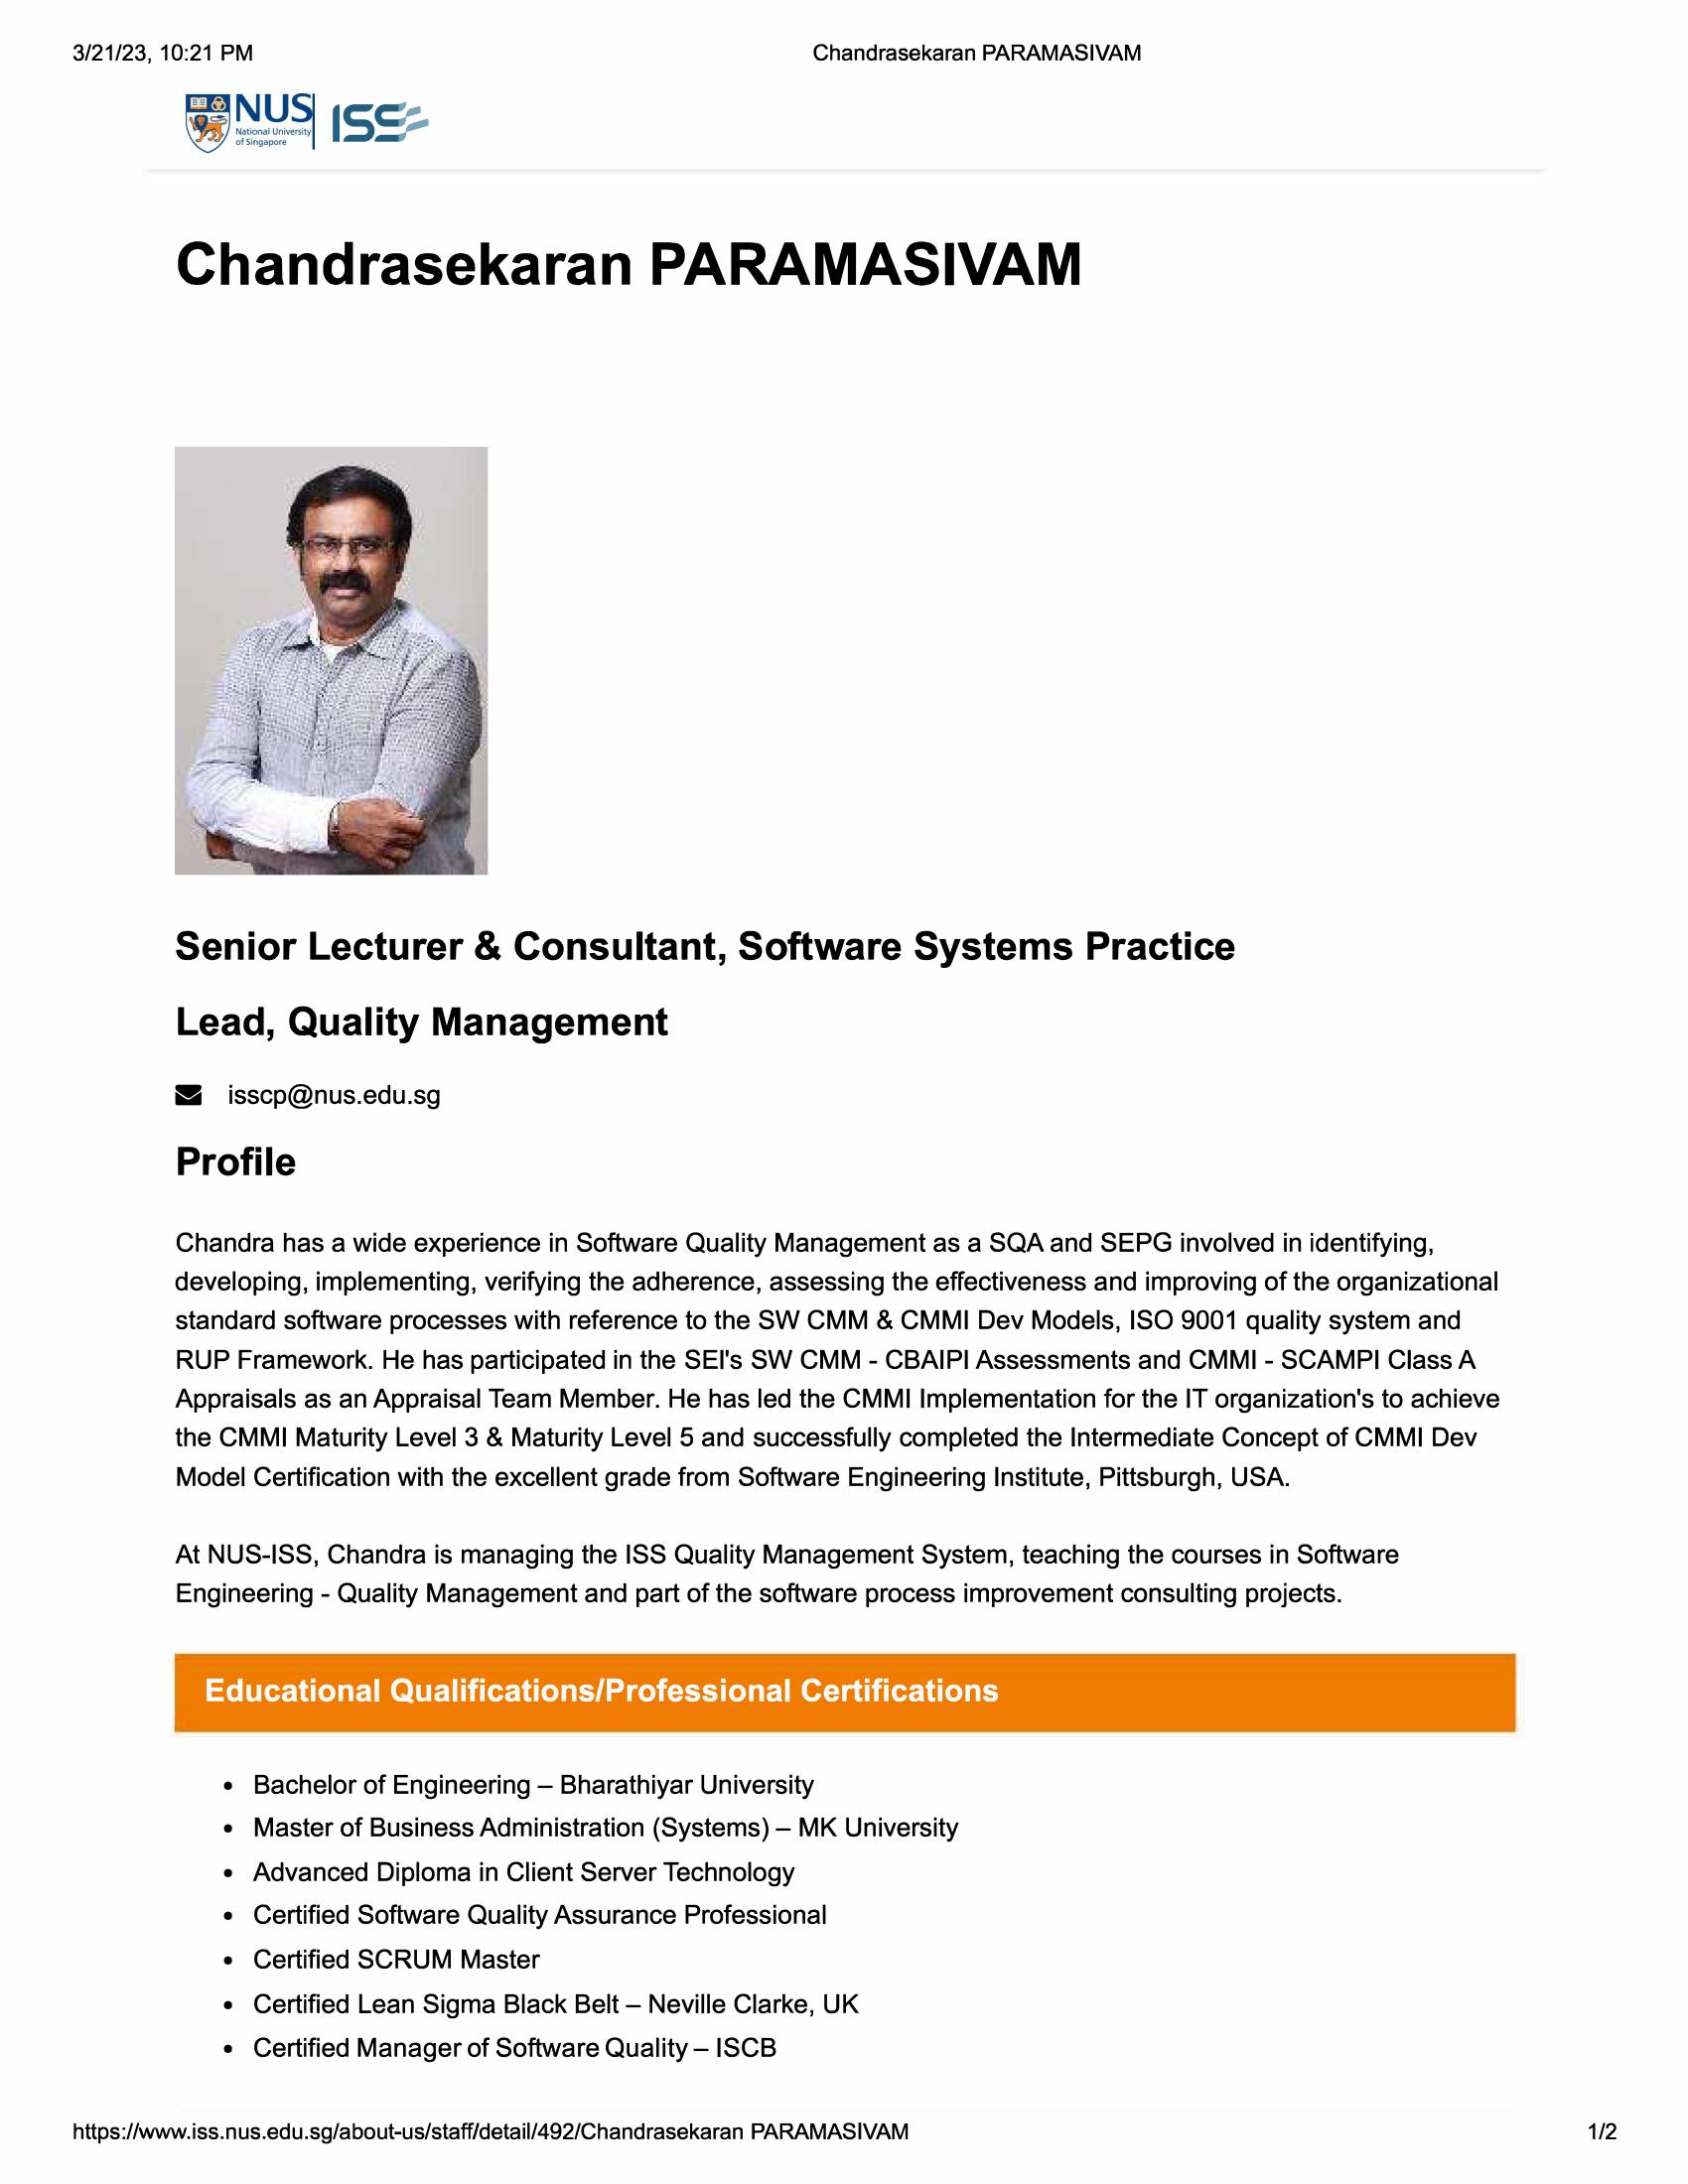 3/21/23, 10:21 PM
Chandrasekaran PARAMASIVAM
NUS
National University
of Singapore
ISS
Chandrasekaran PARAMASIVAM
Senior Lecturer & Consultant, Software Systems Practice
Lead, Quality Management
isscp@nus.edu.sg
Profile
Chandra has a wide experience in Software Quality Management as a SQA and SEPG involved in identifying,
developing, implementing, verifying the adherence, assessing the effectiveness and improving of the organizational
standard software processes with reference to the SW CMM & CMMI Dev Models, ISO 9001 quality system and
RUP Framework. He has participated in the SEI's SW CMM - CBAIPI Assessments and CMMI - SCAMPI Class A
Appraisals as an Appraisal Team Member. He has led the CMMI Implementation for the IT organization's to achieve
the CMMI Maturity Level 3 & Maturity Level 5 and successfully completed the Intermediate Concept of CMMI Dev
Model Certification with the excellent grade from Software Engineering Institute, Pittsburgh, USA.
At NUS-ISS, Chandra is managing the ISS Quality Management System, teaching the courses in Software
Engineering - Quality Management and part of the software process improvement consulting projects.
Educational Qualifications/Professional Certifications
• Bachelor of Engineering – Bharathiyar University
• Master of Business Administration (Systems) – MK University
• Advanced Diploma in Client Server Technology
• Certified Software Quality Assurance Professional
• Certified SCRUM Master
• Certified Lean Sigma Black Belt – Neville Clarke, UK
• Certified Manager of Software Quality – ISCB
https://www.iss.nus.edu.sg/about-us/staff/detail/492/Chandrasekaran PARAMASIVAM
1/2